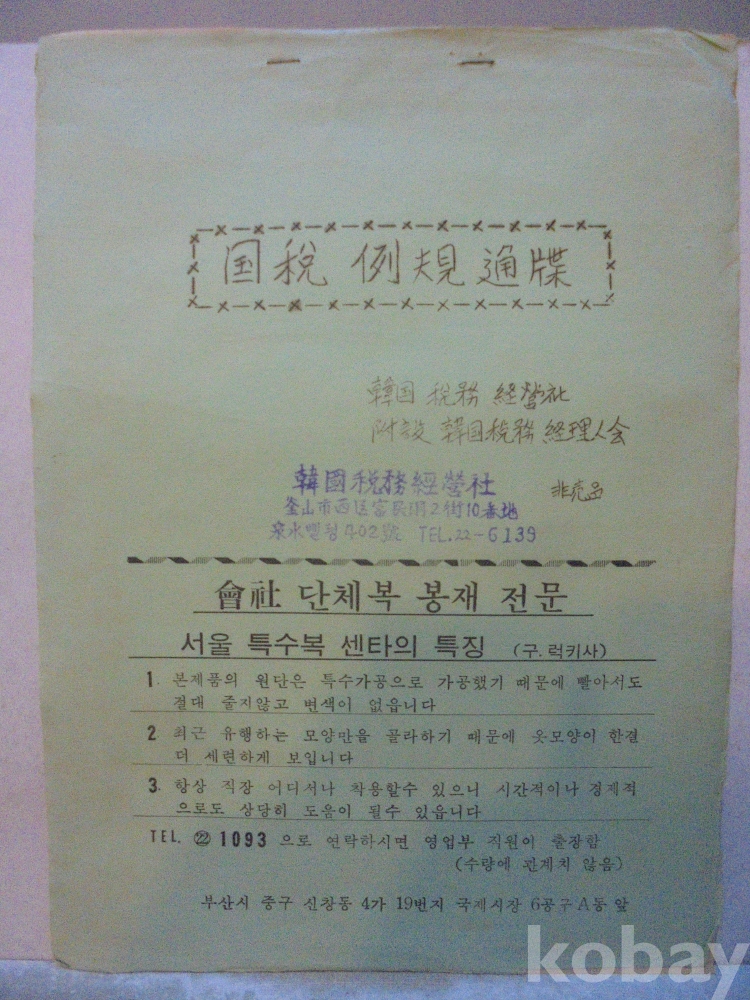 国税 例規 通牒
韓国 税務 経営社
附設 韓国税務 経理人会
韓國税務經營社
非売品
釜山市西区富民洞2街10番地
泉水삘딩402號 TEL.22-6139
會社 단체복 봉재 전문
서울 특수복 센타의 특징 (구.럭키사)
1. 본제품의 원단은 특수가공으로 가공했기 때문에 빨아서도
절대 줄지않고 변색이 없읍니다
2. 최근 유행하는 모양만을 골라하기 때문에 옷모양이 한결
더 세련하게 보입니다
3. 항상 직장 어디서나 착용할수 있으니 시간적이나 경제적
으로도 상당히 도움이 될수 있읍니다
TEL. ㉒ 1093 으로 연락하시면 영업부 직원이 출장함
(수량에 관계치 않음)
부산시 중구 신창동 4가 19번지 국제시장 6공구 A동 앞
kobay